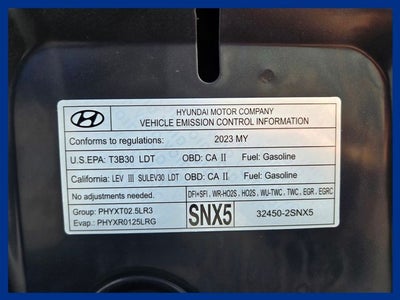 HYUNDAI MOTOR COMPANY
VEHICLE EMISSION CONTROL INFORMATION
Conforms to regulations: 2023 MY
U.S.EPA: T3B30 LDT OBD: CA II Fuel: Gasoline
California: LEV III SULEV30 LDT OBD: CA II Fuel: Gasoline
No adjustments needed. DFI+SFI, WR-HO2S, HO2S, WU-TWC, TWC, EGR, EGRC
Group: PHYXT02.5LR3 SNX5 32450-2SNX5
Evap.: PHYXR0125LRG